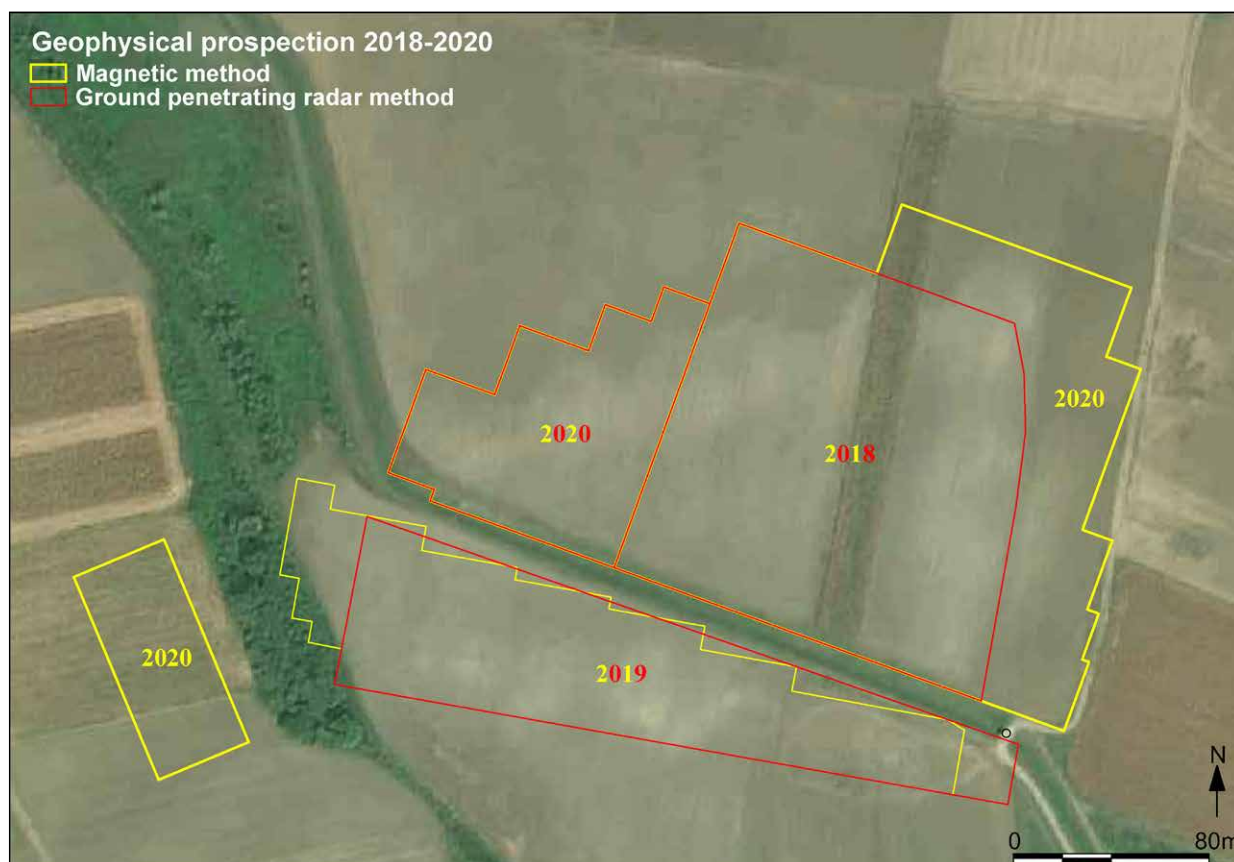 Geophysical prospection 2018-2020
Magnetic method
Ground penetrating radar method
2020
2020
2018
2020
2019
N
0 80m